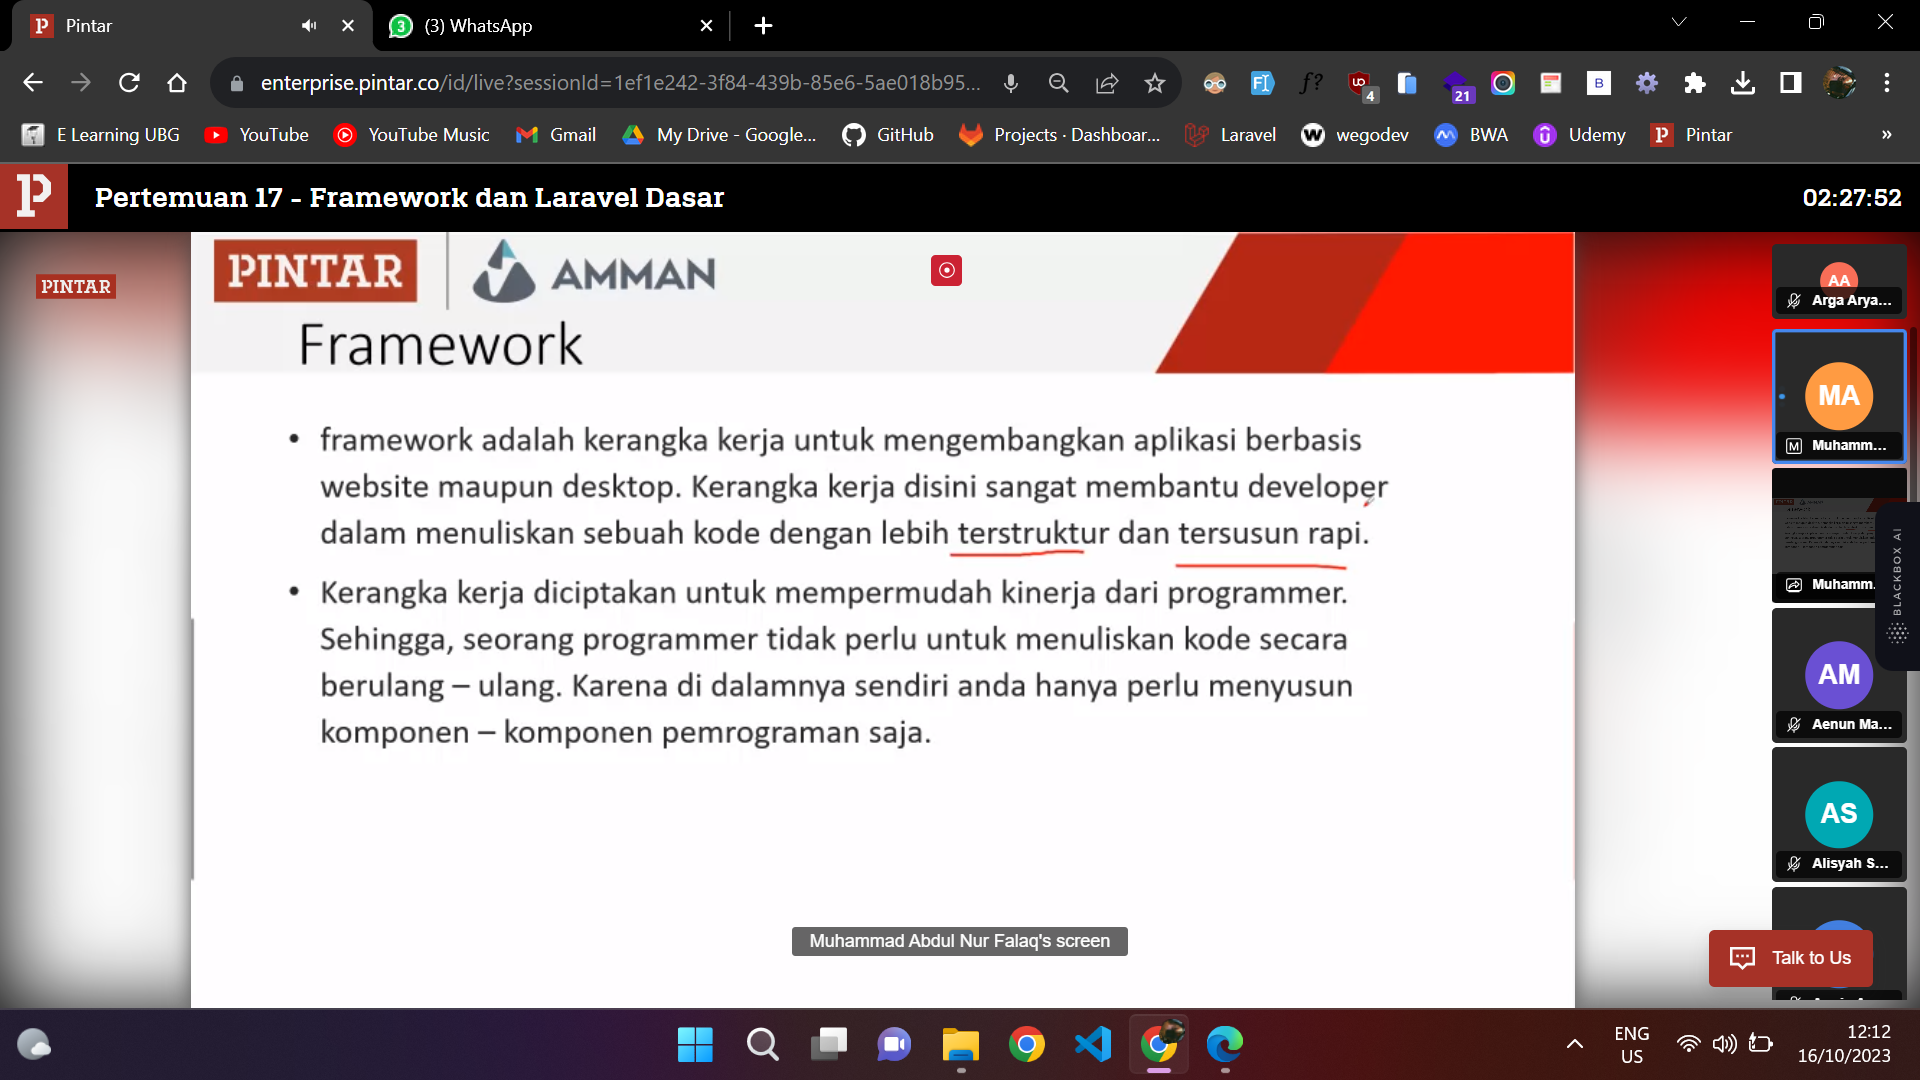 Pintar
(3) WhatsApp
enterprise.pintar.co/id/live?sessionId=1ef1e242-3f84-439b-85e6-5ae018b95...
4
21
E Learning UBG
YouTube
YouTube Music
Gmail
My Drive - Google...
GitHub
Projects · Dashboar...
Laravel
wegodev
BWA
Udemy
Pintar
»
P
Pertemuan 17 - Framework dan Laravel Dasar
02:27:52
PINTAR
PINTAR
AMMAN
Framework
• framework adalah kerangka kerja untuk mengembangkan aplikasi berbasis
website maupun desktop. Kerangka kerja disini sangat membantu developer
dalam menuliskan sebuah kode dengan lebih terstruktur dan tersusun rapi.
• Kerangka kerja diciptakan untuk mempermudah kinerja dari programmer.
Sehingga, seorang programmer tidak perlu untuk menuliskan kode secara
berulang – ulang. Karena di dalamnya sendiri anda hanya perlu menyusun
komponen – komponen pemrograman saja.
Muhammad Abdul Nur Falaq's screen
AA
Arga Arya...
MA
M Muhamm...
Muhamm
BLACKBOX AI
AM
Aenun Ma...
AS
Alisyah S...
Talk to Us
ENG
US
12:12
16/10/2023